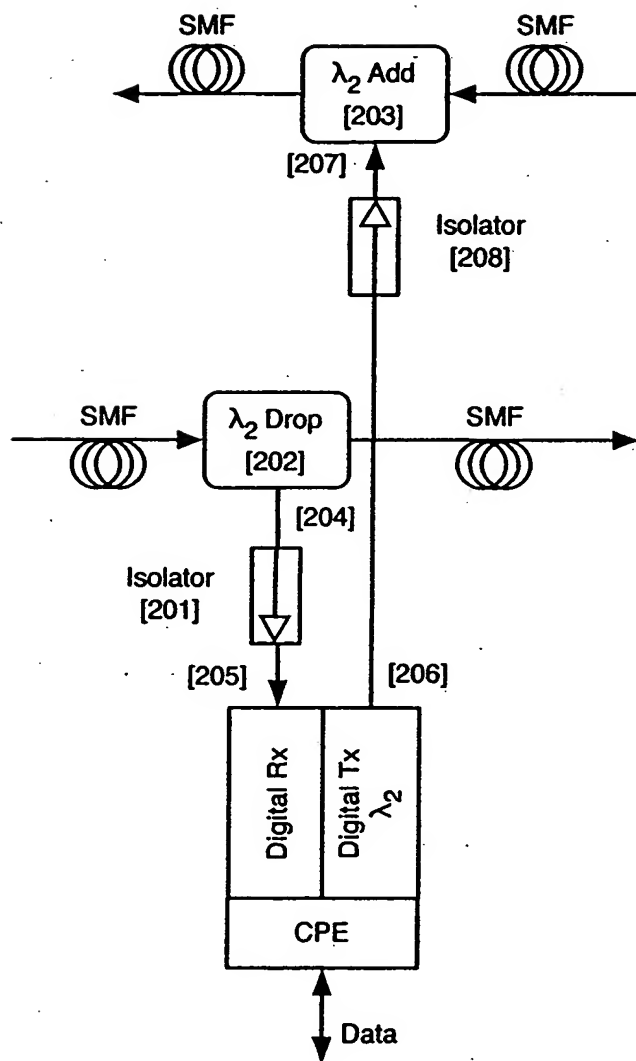 SMF
SMF
λ2 Add
[203]
[207]
Isolator
[208]
SMF
SMF
λ2 Drop
[202]
[204]
Isolator
[201]
[205]
[206]
Digital Rx
Digital Tx
λ2
CPE
Data